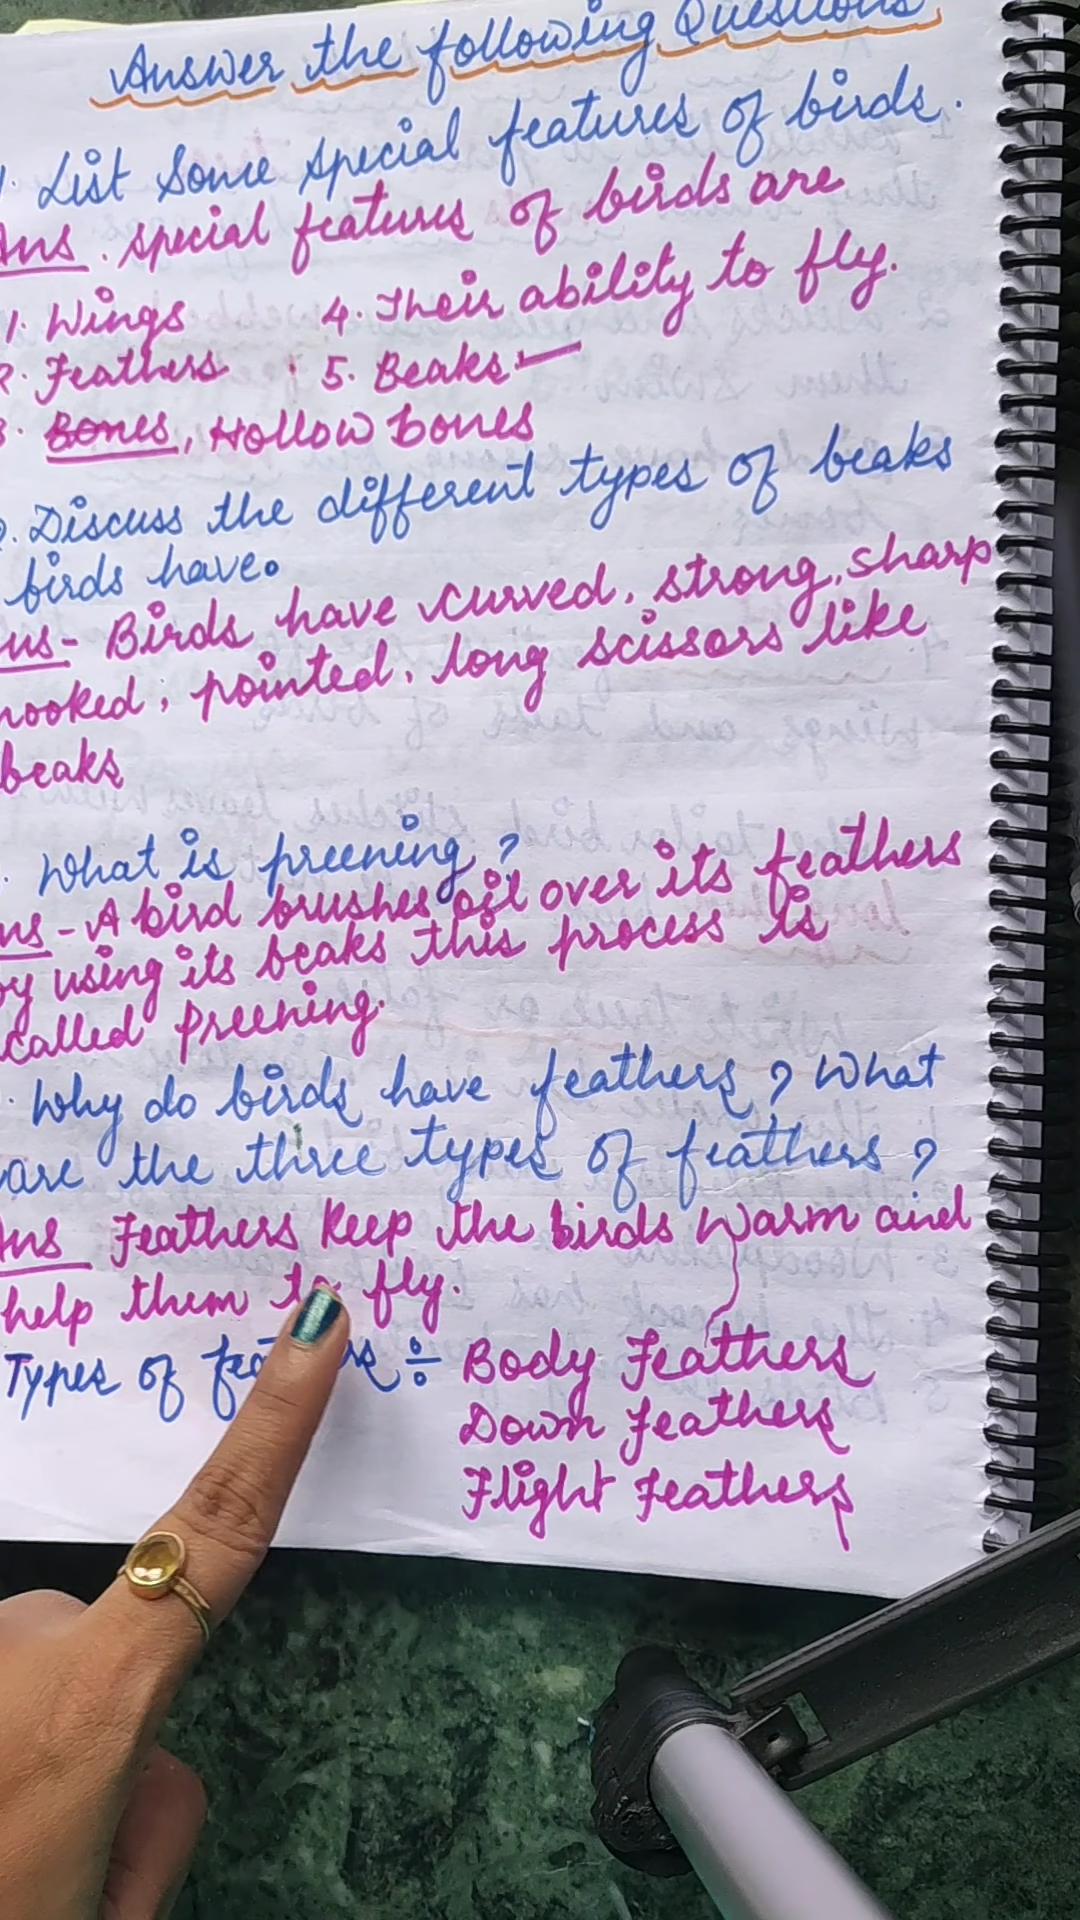 Answer the following Questions
1. List Some special features of birds.
Ans. special features of birds are
1. Wings 4. Their ability to fly.
2. Feathers 5. Beaks
3. Bones, Hollow bones
2. Discuss the different types of beaks
birds have.
Ans- Birds have curved, strong, sharp
hooked, pointed, long scissors like
beaks
What is preening?
Ans - A bird brushes oil over its feathers
by using its beaks this process is
called Preening.
Why do birds have feathers? What
are the three types of feathers?
Ans Feathers Keep the birds warm and
help them to fly.
Types of feathers ÷ Body Feathers
Down Feathers
Flight Feathers